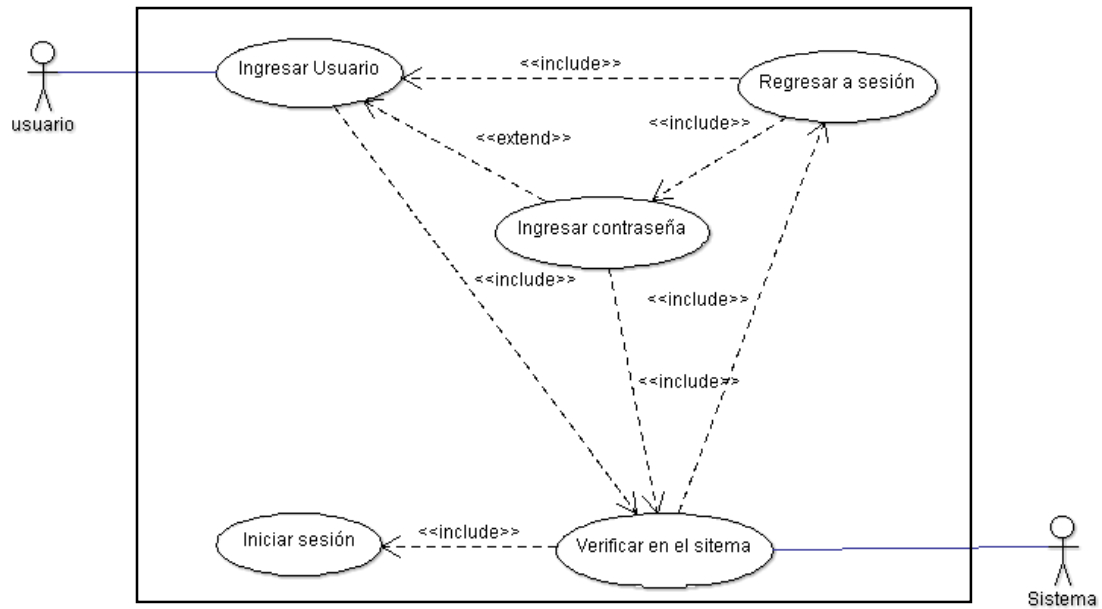 Ingresar Usuario
<<include>>
Regresar a sesión
usuario
<<extend>>
<<include>>
Ingresar contraseña
<<include>>
<<include>>
<<include>>
Iniciar sesión
<<include>>
Verificar en el sitema
Sistema